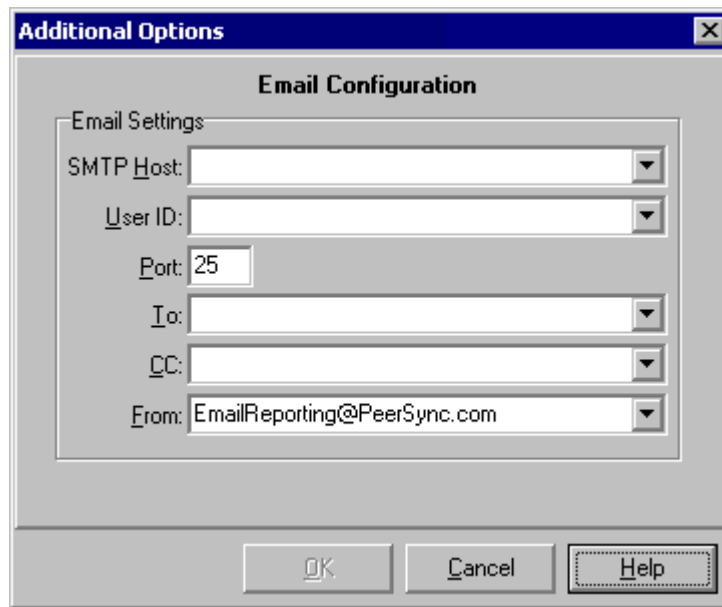 Additional Options
Email Configuration
Email Settings
SMTP Host:
User ID:
Port: 25
To:
CC:
From: EmailReporting@PeerSync.com
OK Cancel Help